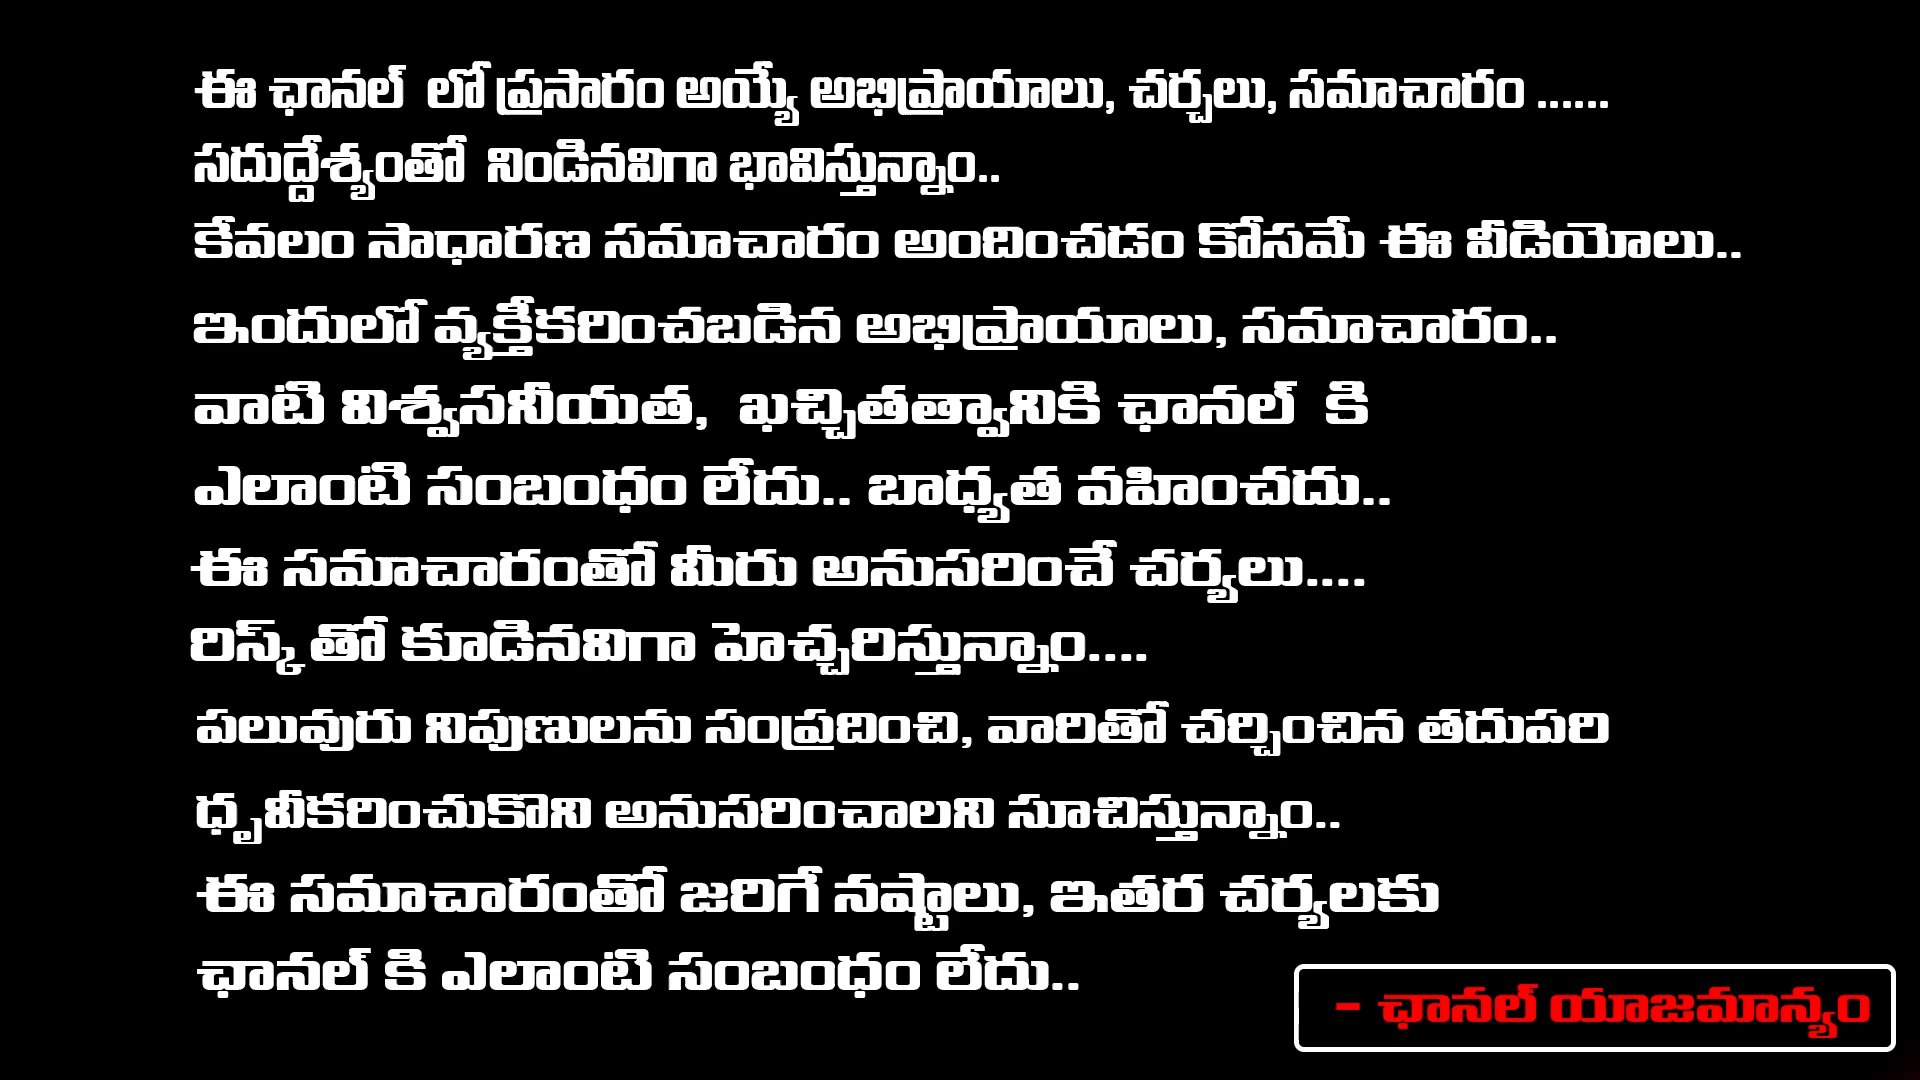 ఈ ఛానల్ లో ప్రసారం అయ్యే అభిప్రాయాలు, చర్చలు, సమాచారం ......
సదుద్దేశ్యంతో నిండినవిగా భావిస్తున్నాం..
కేవలం సాధారణ సమాచారం అందించడం కోసమే ఈ వీడియోలు..
ఇందులో వ్యక్తీకరించబడిన అభిప్రాయాలు, సమాచారం..
వాటి విశ్వసనీయత, ఖచ్చితత్వానికి ఛానల్ కి
ఎలాంటి సంబంధం లేదు.. బాధ్యత వహించదు..
ఈ సమాచారంతో మీరు అనుసరించే చర్యలు....
రిస్క్ తో కూడినవిగా హెచ్చరిస్తున్నాం....
పలువురు నిపుణులను సంప్రదించి, వారితో చర్చించిన తదుపరి
ధృవీకరించుకొని అనుసరించాలని సూచిస్తున్నాం..
ఈ సమాచారంతో జరిగే నష్టాలు, ఇతర చర్యలకు
ఛానల్ కి ఎలాంటి సంబంధం లేదు..
- ఛానల్ యాజమాన్యం